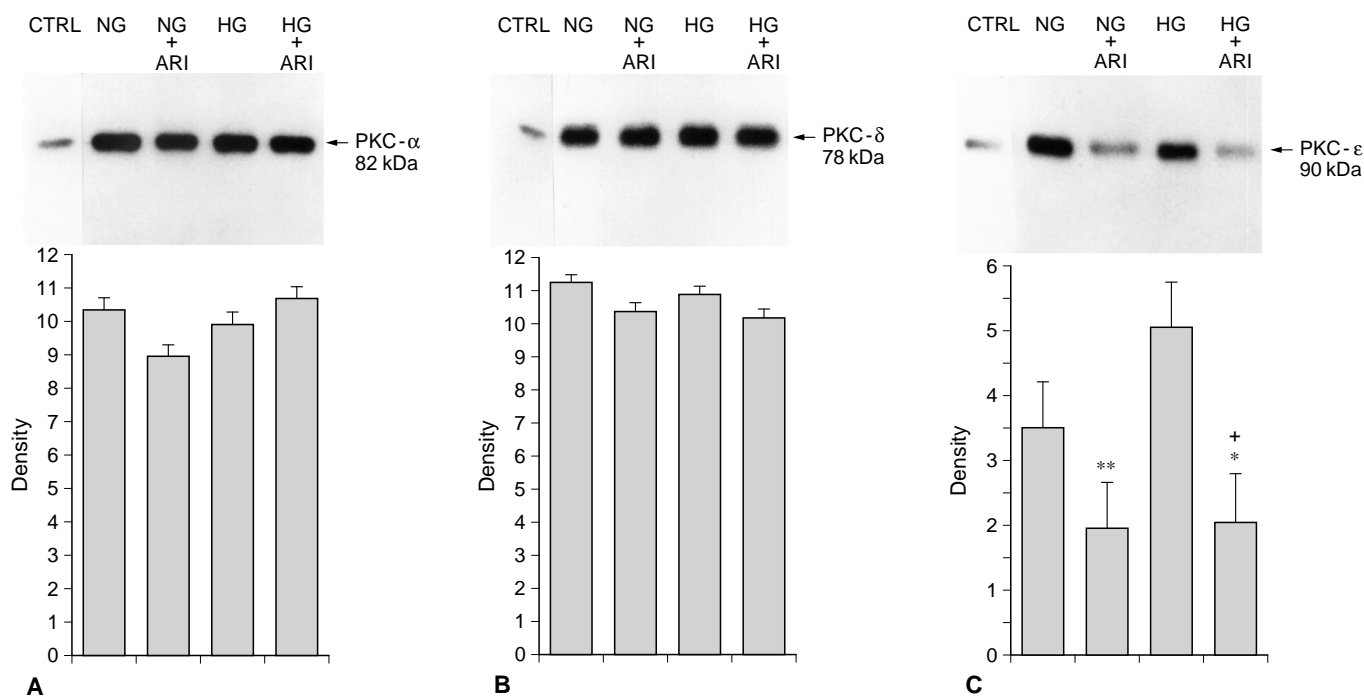 CTRL NG NG + ARI HG HG + ARI
PKC-α
82 kDa
12
11
10
9
8
7
6
5
4
3
2
1
0
Density
A
CTRL NG NG + ARI HG HG + ARI
PKC-δ
78 kDa
12
11
10
9
8
7
6
5
4
3
2
1
0
Density
B
CTRL NG NG + ARI HG HG + ARI
PKC-ε
90 kDa
6
5
4
3
2
1
0
Density
**
+
*
C